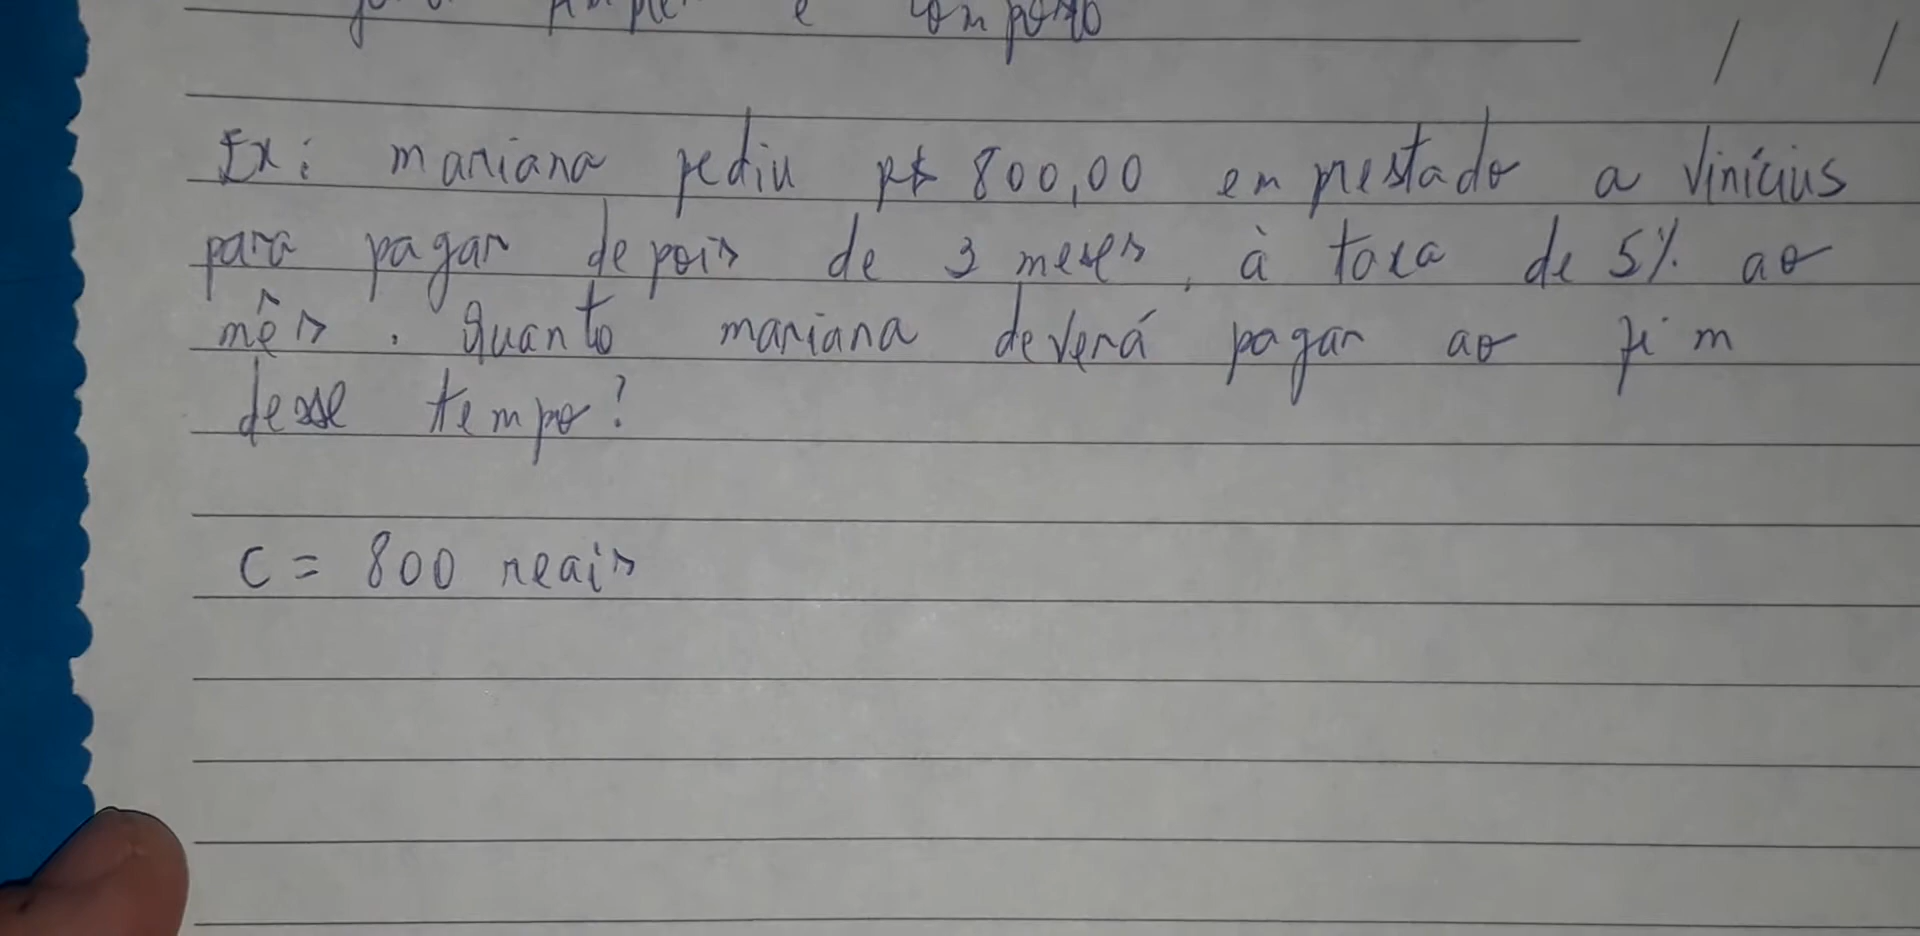 e composto
Ex: mariana pediu R$ 800,00 emprestado a Vinícius
para pagar depois de 3 meses, à taxa de 5% ao
mês. Quanto mariana deverá pagar ao fim
desse tempo?
C = 800 reais